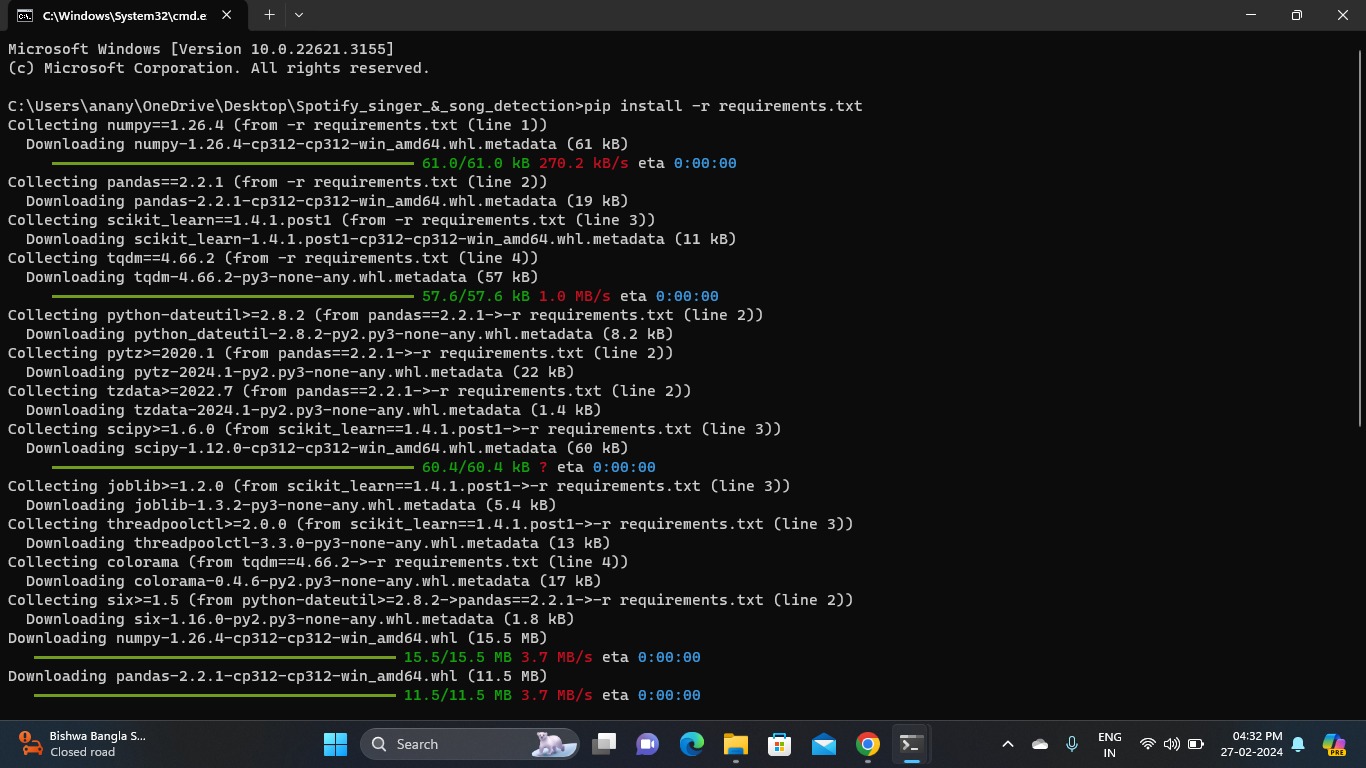 C:\Windows\System32\cmd.e
Microsoft Windows [Version 10.0.22621.3155]
(c) Microsoft Corporation. All rights reserved.
C:\Users\anany\OneDrive\Desktop\Spotify_singer_&_song_detection>pip install -r requirements.txt
Collecting numpy==1.26.4 (from -r requirements.txt (line 1))
Downloading numpy-1.26.4-cp312-cp312-win_amd64.whl.metadata (61 kB)
61.0/61.0 kB 270.2 kB/s eta 0:00:00
Collecting pandas==2.2.1 (from -r requirements.txt (line 2))
Downloading pandas-2.2.1-cp312-cp312-win_amd64.whl.metadata (19 kB)
Collecting scikit_learn==1.4.1.post1 (from -r requirements.txt (line 3))
Downloading scikit_learn-1.4.1.post1-cp312-cp312-win_amd64.whl.metadata (11 kB)
Collecting tqdm==4.66.2 (from -r requirements.txt (line 4))
Downloading tqdm-4.66.2-py3-none-any.whl.metadata (57 kB)
57.6/57.6 kB 1.0 MB/s eta 0:00:00
Collecting python-dateutil>=2.8.2 (from pandas==2.2.1->-r requirements.txt (line 2))
Downloading python_dateutil-2.8.2-py2.py3-none-any.whl.metadata (8.2 kB)
Collecting pytz>=2020.1 (from pandas==2.2.1->-r requirements.txt (line 2))
Downloading pytz-2024.1-py2.py3-none-any.whl.metadata (22 kB)
Collecting tzdata>=2022.7 (from pandas==2.2.1->-r requirements.txt (line 2))
Downloading tzdata-2024.1-py2.py3-none-any.whl.metadata (1.4 kB)
Collecting scipy>=1.6.0 (from scikit_learn==1.4.1.post1->-r requirements.txt (line 3))
Downloading scipy-1.12.0-cp312-cp312-win_amd64.whl.metadata (60 kB)
60.4/60.4 kB ? eta 0:00:00
Collecting joblib>=1.2.0 (from scikit_learn==1.4.1.post1->-r requirements.txt (line 3))
Downloading joblib-1.3.2-py3-none-any.whl.metadata (5.4 kB)
Collecting threadpoolctl>=2.0.0 (from scikit_learn==1.4.1.post1->-r requirements.txt (line 3))
Downloading threadpoolctl-3.3.0-py3-none-any.whl.metadata (13 kB)
Collecting colorama (from tqdm==4.66.2->-r requirements.txt (line 4))
Downloading colorama-0.4.6-py2.py3-none-any.whl.metadata (17 kB)
Collecting six>=1.5 (from python-dateutil>=2.8.2->pandas==2.2.1->-r requirements.txt (line 2))
Downloading six-1.16.0-py2.py3-none-any.whl.metadata (1.8 kB)
Downloading numpy-1.26.4-cp312-cp312-win_amd64.whl (15.5 MB)
15.5/15.5 MB 3.7 MB/s eta 0:00:00
Downloading pandas-2.2.1-cp312-cp312-win_amd64.whl (11.5 MB)
11.5/11.5 MB 3.7 MB/s eta 0:00:00
Bishwa Bangla S...
Closed road
Search
ENG
IN
04:32 PM
27-02-2024
PRE